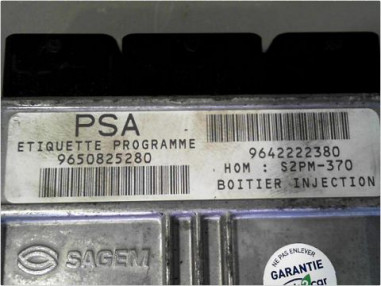 PSA
ETIQUETTE PROGRAMME
9650825280
9642222380
HOM : S2PM-370
BOITIER INJECTION
SAGEM
NE PAS ENLEVER
GARANTIE